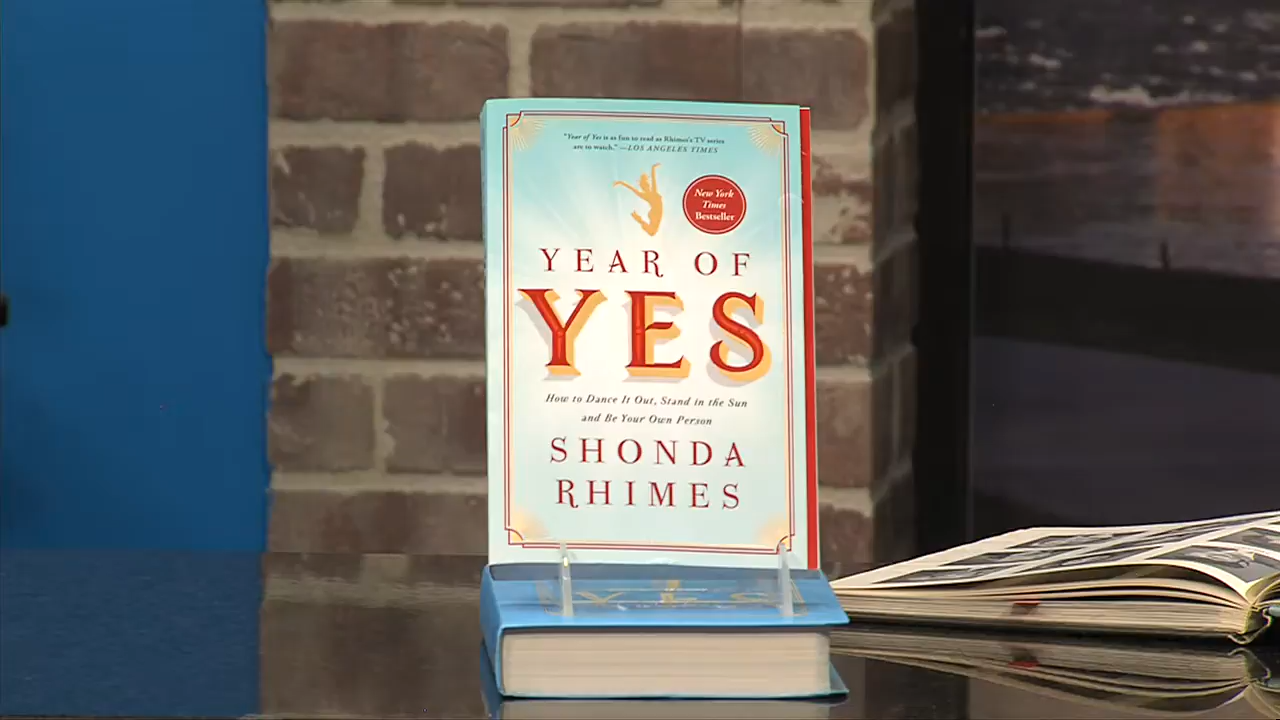 "Year of Yes is as fun to read as Rhimes's TV series
are to watch." —LOS ANGELES TIMES
New York
Times
Bestseller
YEAR OF
YES
How to Dance It Out, Stand in the Sun
and Be Your Own Person
SHONDA
RHIMES